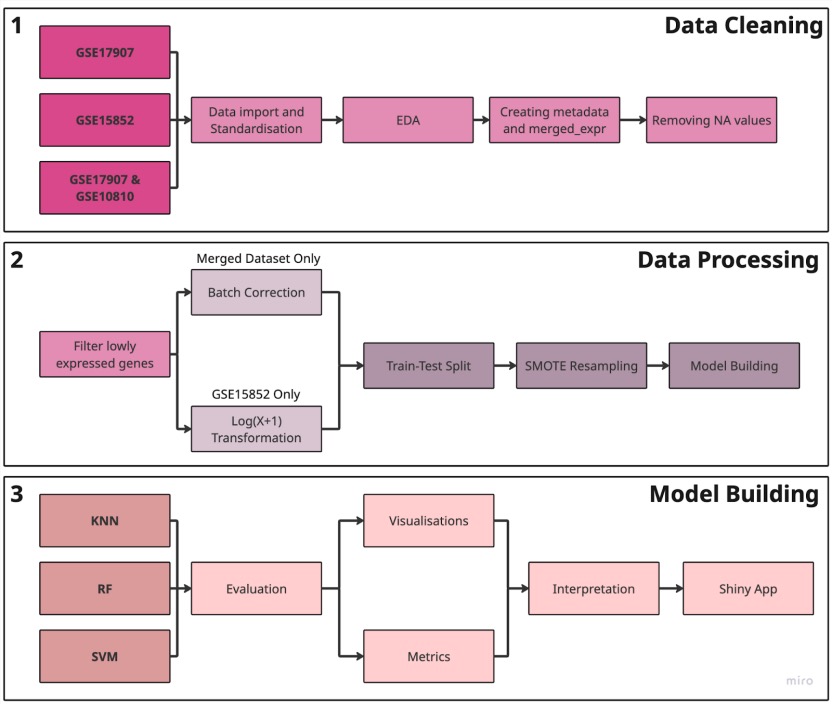 1
Data Cleaning
GSE17907
GSE15852
GSE17907 &
GSE10810
Data import and
Standardisation
EDA
Creating metadata
and merged_expr
Removing NA values
2
Data Processing
Filter lowly
expressed genes
Merged Dataset Only
Batch Correction
GSE15852 Only
Log(X+1)
Transformation
Train-Test Split
SMOTE Resampling
Model Building
3
Model Building
KNN
RF
SVM
Evaluation
Visualisations
Metrics
Interpretation
Shiny App
miro